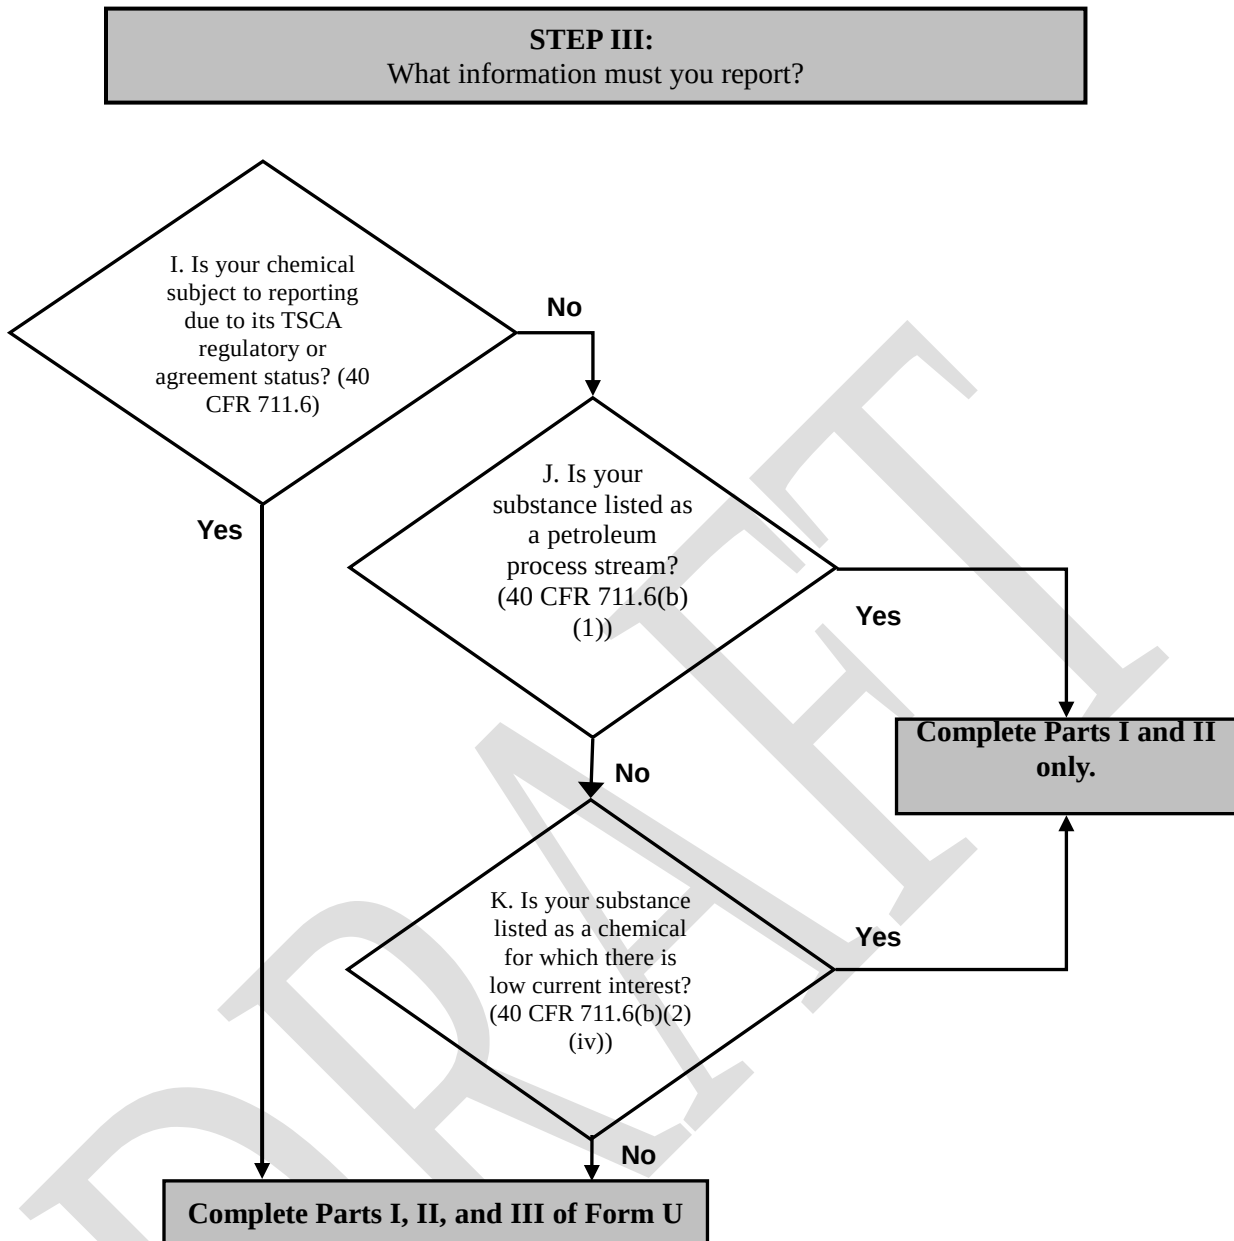 STEP III:
What information must you report?
I. Is your chemical
subject to reporting
due to its TSCA
regulatory or
agreement status? (40
CFR 711.6)
No
Yes
J. Is your
substance listed as
a petroleum
process stream?
(40 CFR 711.6(b)
(1))
Yes
No
Complete Parts I and II
only.
K. Is your substance
listed as a chemical
for which there is
low current interest?
(40 CFR 711.6(b)(2)
(iv))
Yes
No
Complete Parts I, II, and III of Form U
DRAFT